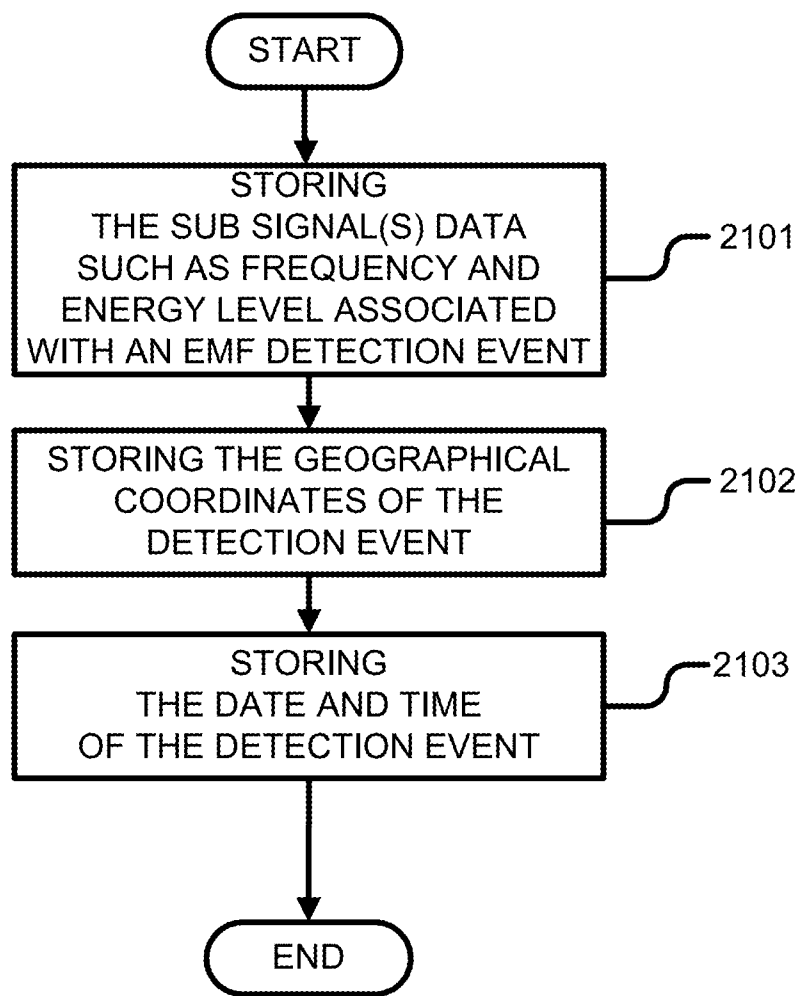 START
STORING
THE SUB SIGNAL(S) DATA
SUCH AS FREQUENCY AND
ENERGY LEVEL ASSOCIATED
WITH AN EMF DETECTION EVENT
2101
STORING THE GEOGRAPHICAL
COORDINATES OF THE
DETECTION EVENT
2102
STORING
THE DATE AND TIME
OF THE DETECTION EVENT
2103
END